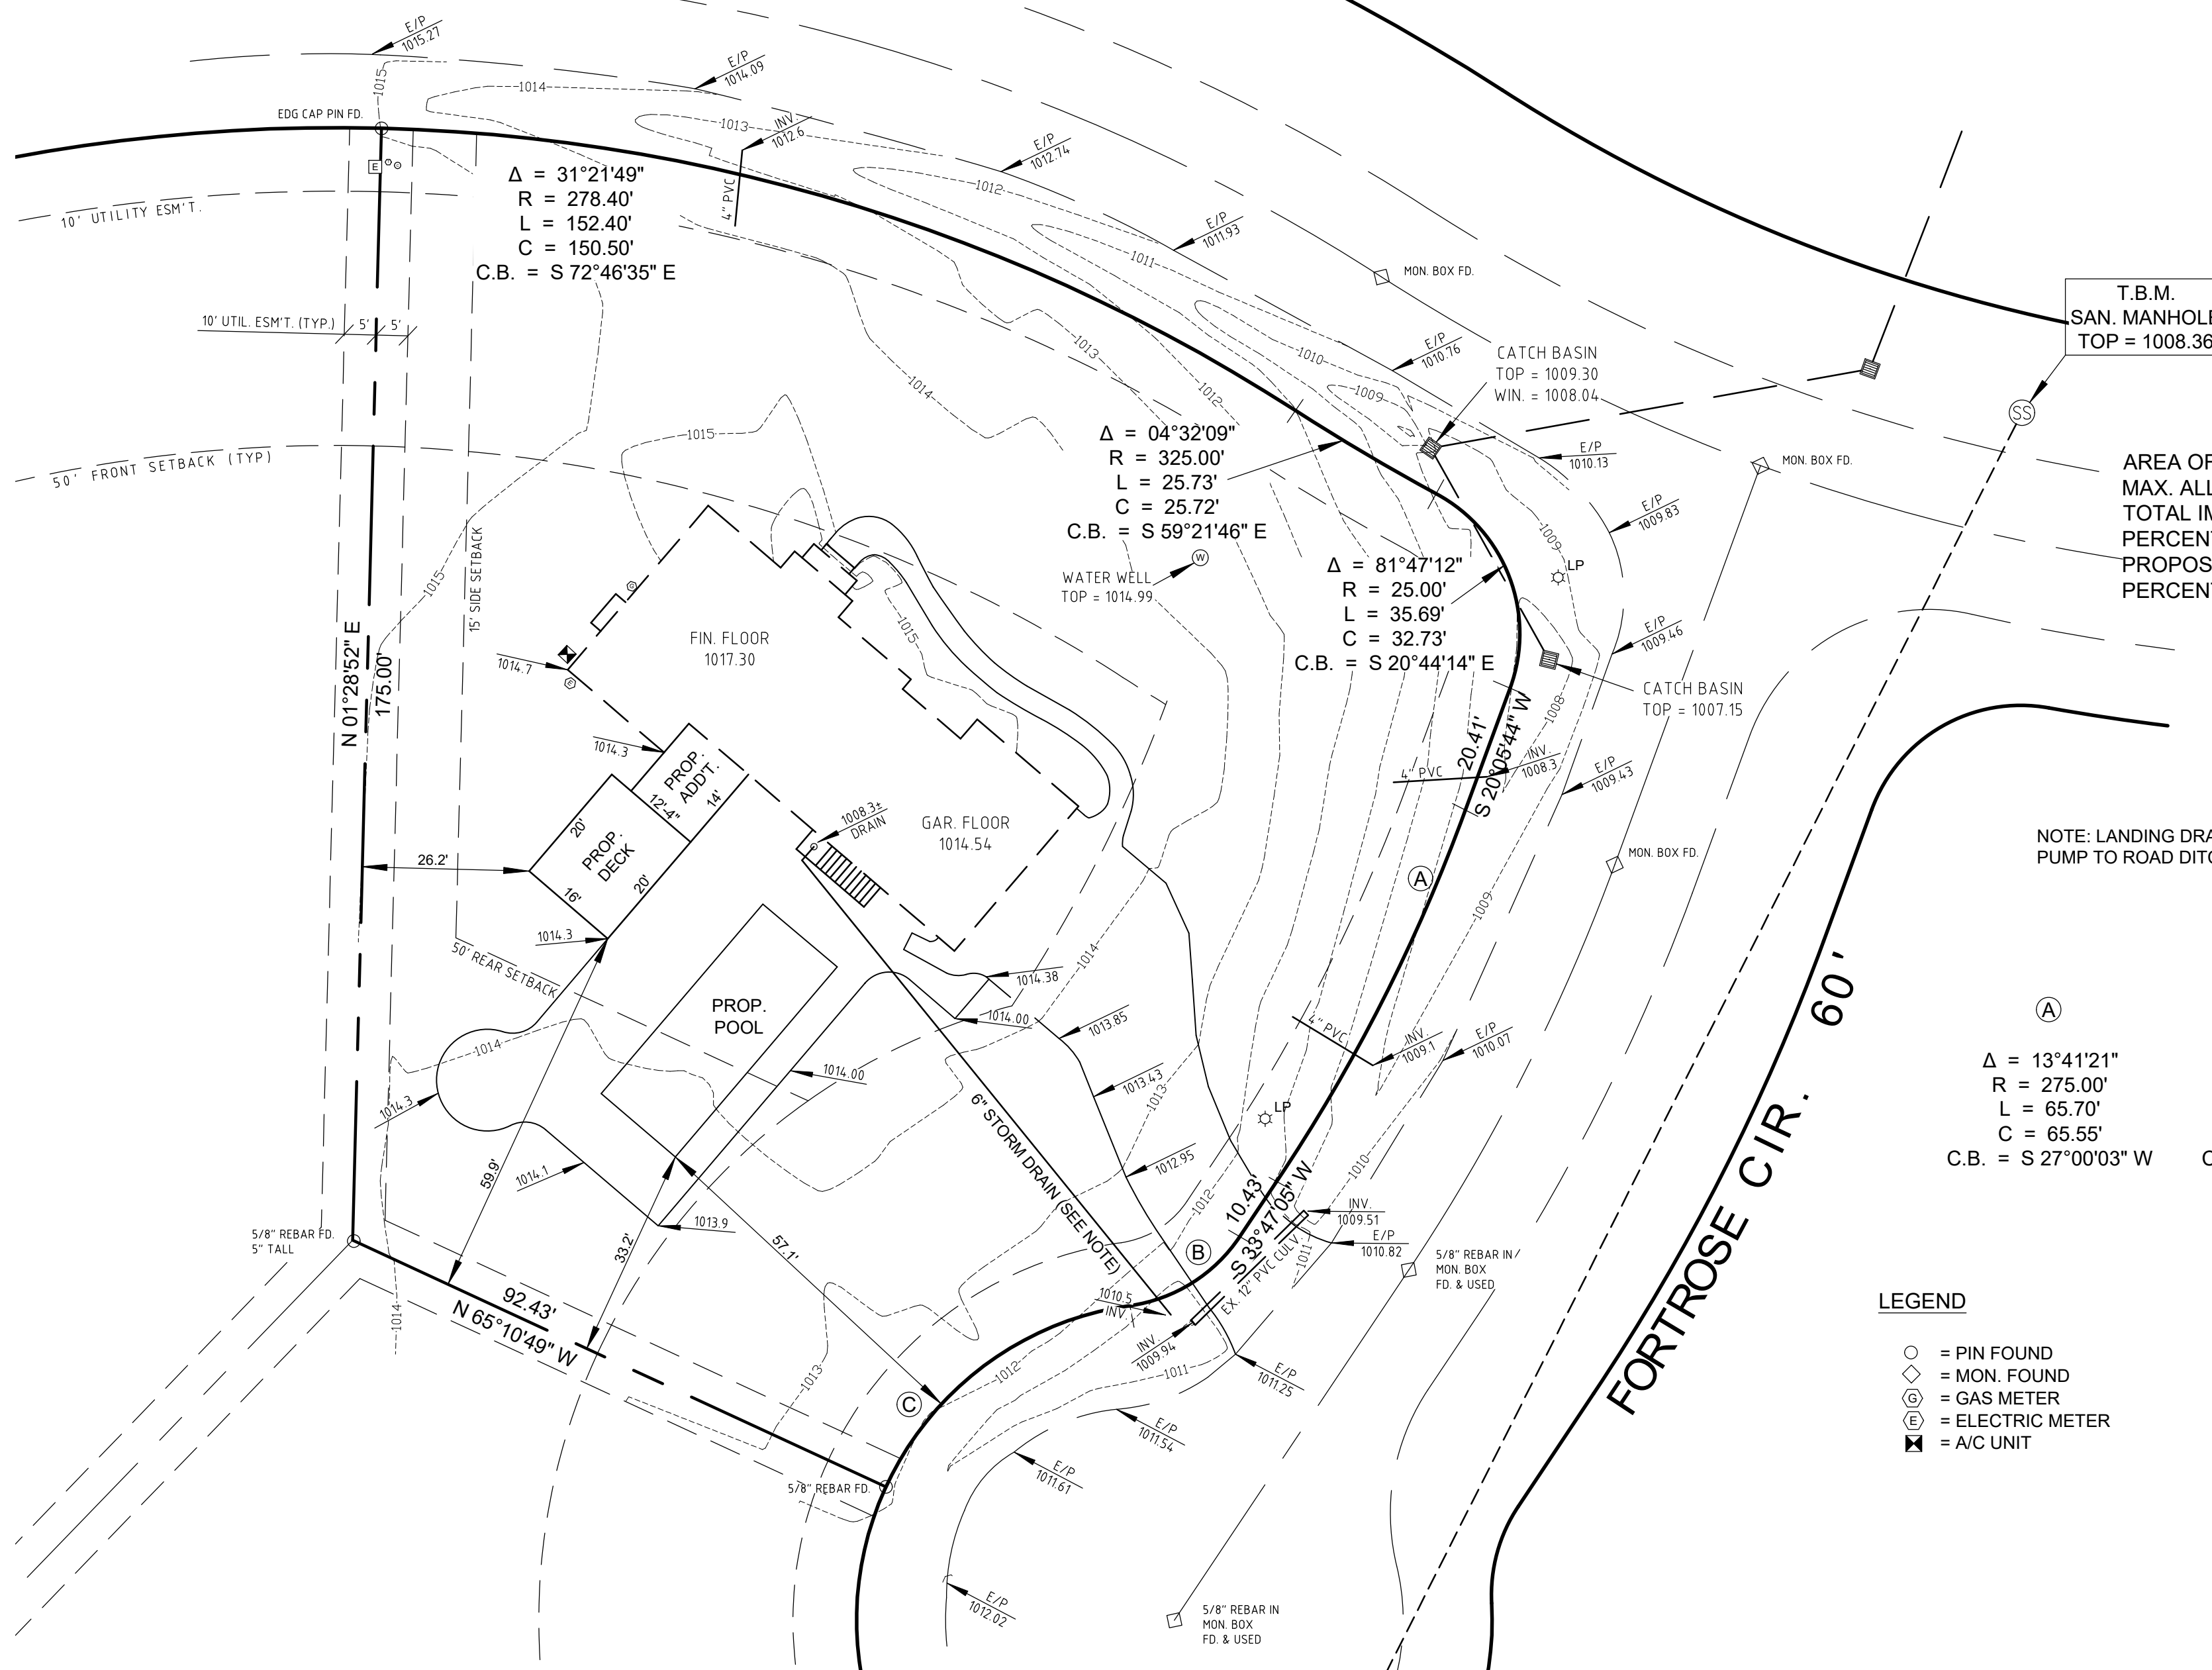 E/P
1015.27
1015
EDG CAP PIN FD.
E
1014
E/P
1014.09
1013
INV.
1012.6
4" PVC
E/P
1012.74
1012
E/P
1011.93
1011
10' UTILITY ESM'T.
Δ = 31°21'49"
R = 278.40'
L = 152.40'
C = 150.50'
C.B. = S 72°46'35" E
MON. BOX FD.
10' UTIL. ESM'T. (TYP.)
5'
5'
T.B.M.
SAN. MANHOLE
TOP = 1008.36
SS
1013
1014
1012
1010
E/P
1010.76
1009
CATCH BASIN
TOP = 1009.30
WIN. = 1008.04
50' FRONT SETBACK (TYP)
1015
Δ = 04°32'09"
R = 325.00'
L = 25.73'
C = 25.72'
C.B. = S 59°21'46" E
E/P
1010.13
MON. BOX FD.
AREA OF
MAX. ALL
TOTAL IM
PERCENT
PROPOS
PERCENT
E/P
1009.83
1009
15' SIDE SETBACK
1015
W
WATER WELL
TOP = 1014.99
Δ = 81°47'12"
R = 25.00'
L = 35.69'
C = 32.73'
C.B. = S 20°44'14" E
LP
E/P
1009.46
G
FIN. FLOOR
1017.30
1015
1014.7
E
N 01°28'52" E
175.00'
CATCH BASIN
TOP = 1007.15
1008
20.41'
S 20°05'44" W
1014.3
PROP.
ADD'T.
12'-4"
14'
4" PVC
INV.
1008.3
E/P
1009.43
1008.3±
DRAIN
GAR. FLOOR
1014.54
NOTE: LANDING DRA
PUMP TO ROAD DITC
20'
PROP.
DECK
16'
20'
26.2'
MON. BOX FD.
A
1009
1014.3
50' REAR SETBACK
1014
1014.38
FORTROSE CIR. 60'
PROP.
POOL
1014.00
1013.85
4" PVC
INV.
1009.1
E/P
1010.07
A
1014
1014.00
1013.43
1013
Δ = 13°41'21"
R = 275.00'
L = 65.70'
C = 65.55'
C.B. = S 27°00'03" W
C
1014.3
LP
6" STORM DRAIN (SEE NOTE)
1012.95
1010
59.9'
1014.1
1013.9
33.2'
57.1'
1012
10.43'
S 33°47'05" W
INV.
1009.51
E/P
1010.82
5/8" REBAR FD.
5" TALL
B
1011
EX. 12" PVC CULV.
5/8" REBAR IN/
MON. BOX
FD. & USED
1014
92.43'
N 65°10'49" W
1010.5
INV.
INV.
1009.94
1013
1012
1011
E/P
1011.25
C
LEGEND
= PIN FOUND
= MON. FOUND
G = GAS METER
E = ELECTRIC METER
= A/C UNIT
E/P
1011.54
E/P
1011.61
5/8" REBAR FD.
E/P
1012.02
5/8" REBAR IN
MON. BOX
FD. & USED